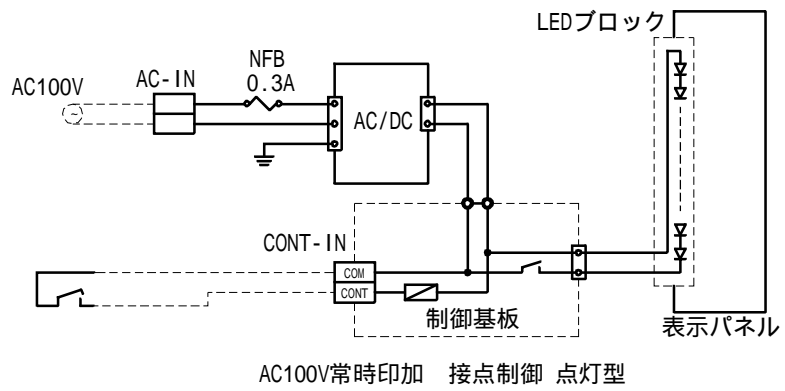 LEDブロック
NFB
0.3A
AC-IN
AC100V
~
AC/DC
CONT-IN
COM
CONT
制御基板
表示パネル
AC100V常時印加 接点制御 点灯型